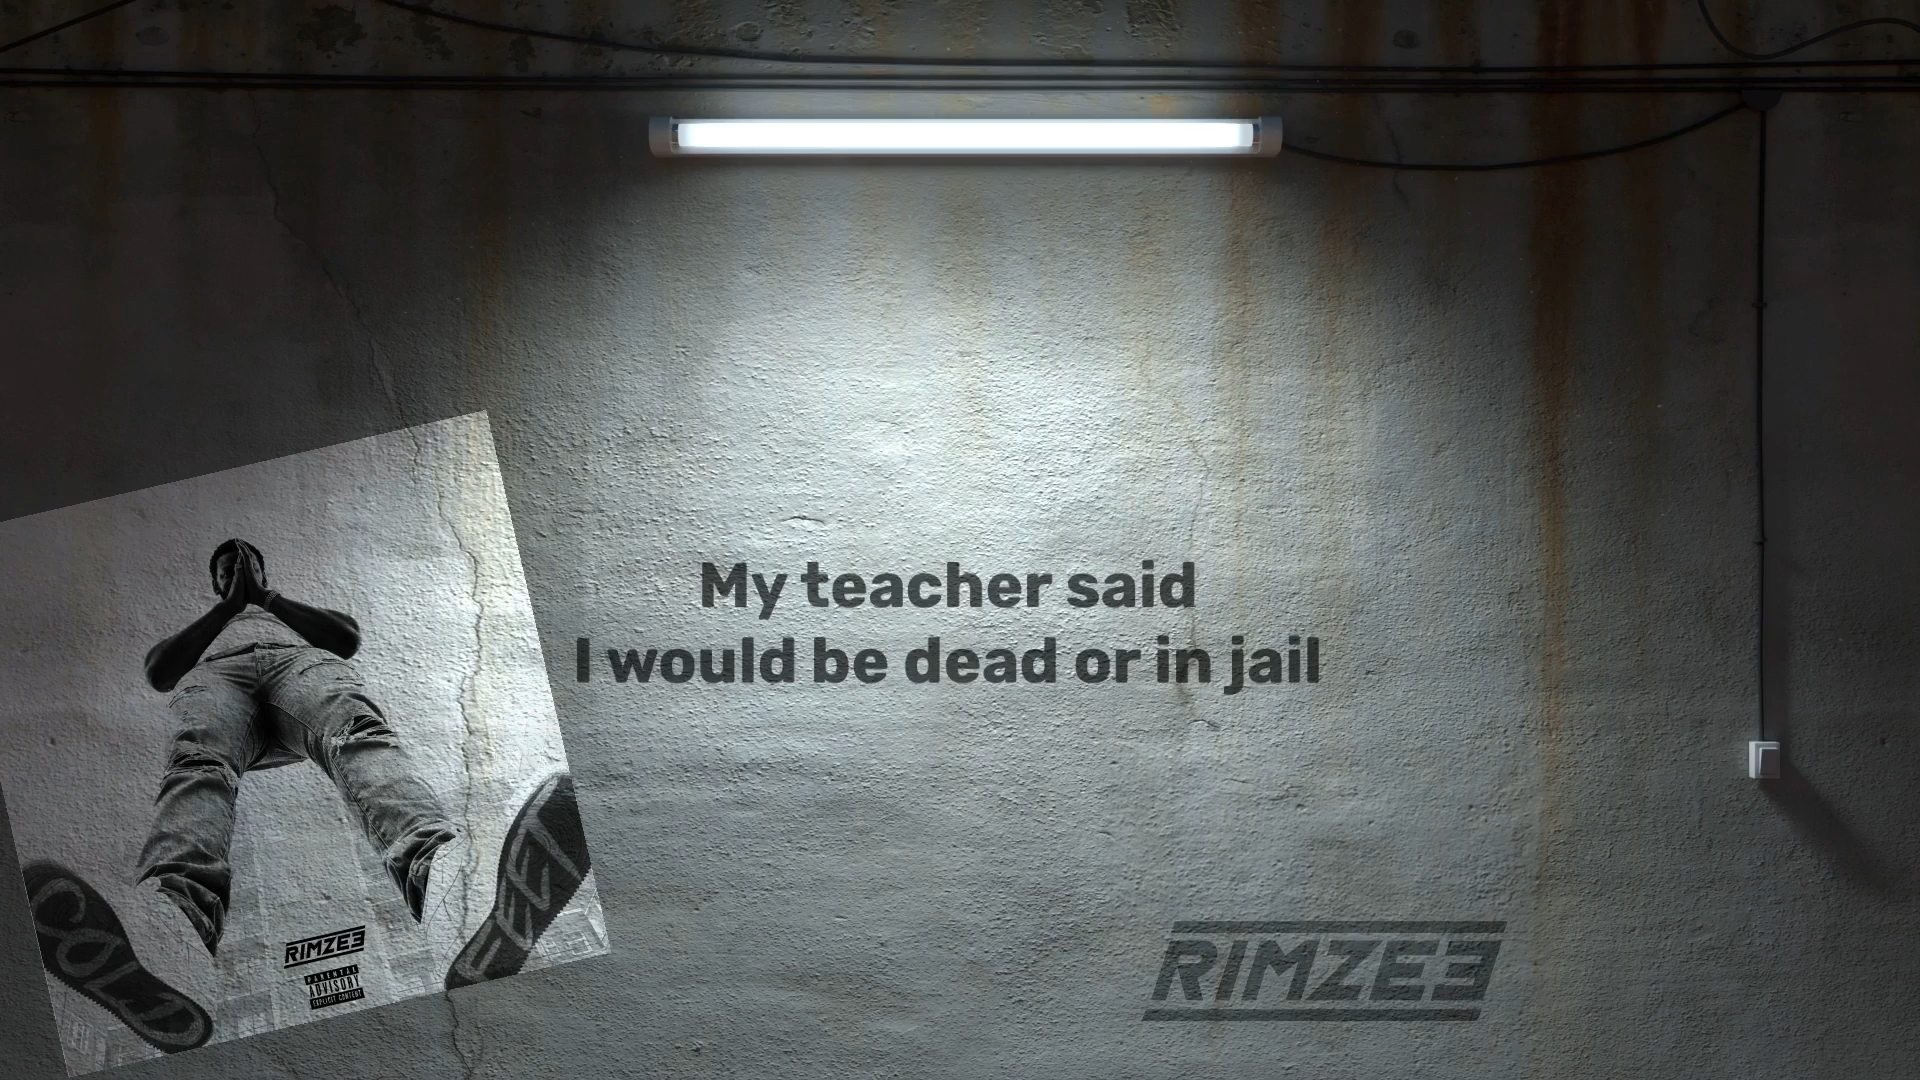 My teacher said
I would be dead or in jail
COLD
FEET
RIMZEE
PARENTAL
ADVISORY
EXPLICIT CONTENT
RIMZEE